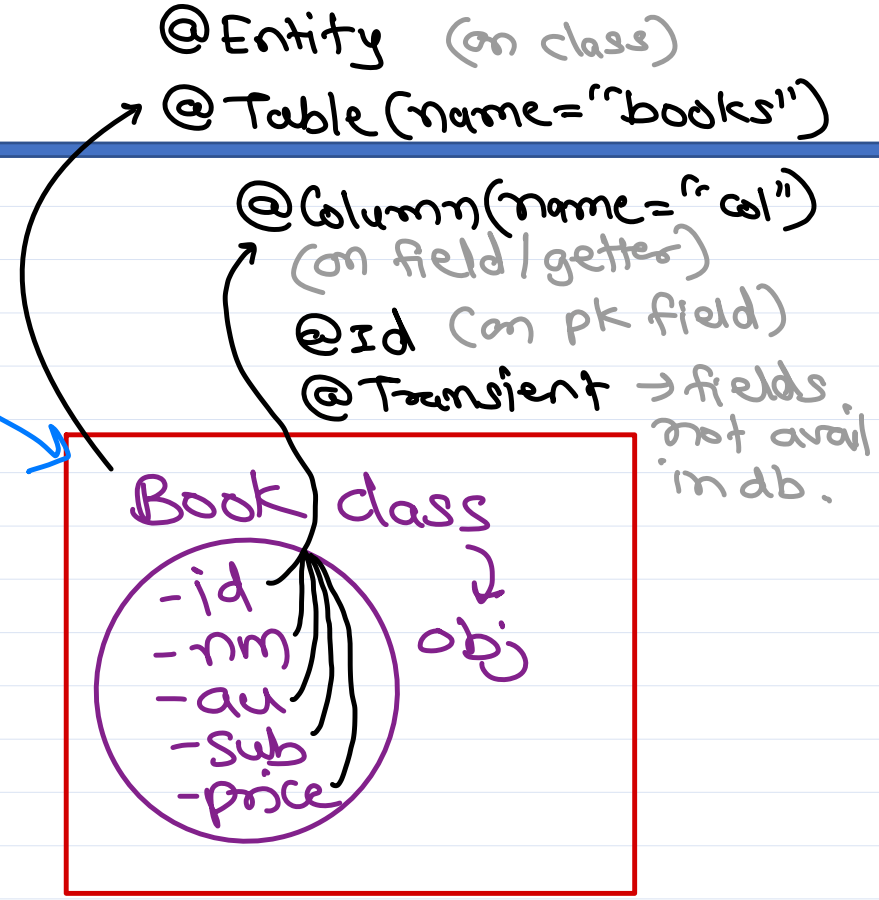 @Entity (on class)
@Table(name="books")
@Column(name="col")
(on field/getter)
@Id (on pk field)
@Transient → fields
not avail
in db.
Book class
obj
-id
-nm
-au
-sub
-price